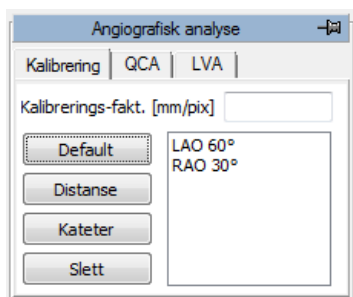 Angiografisk analyse
Kalibrering QCA LVA
Kalibrerings-fakt. [mm/pix]
Default
Distanse
Kateter
Slett
LAO 60°
RAO 30°